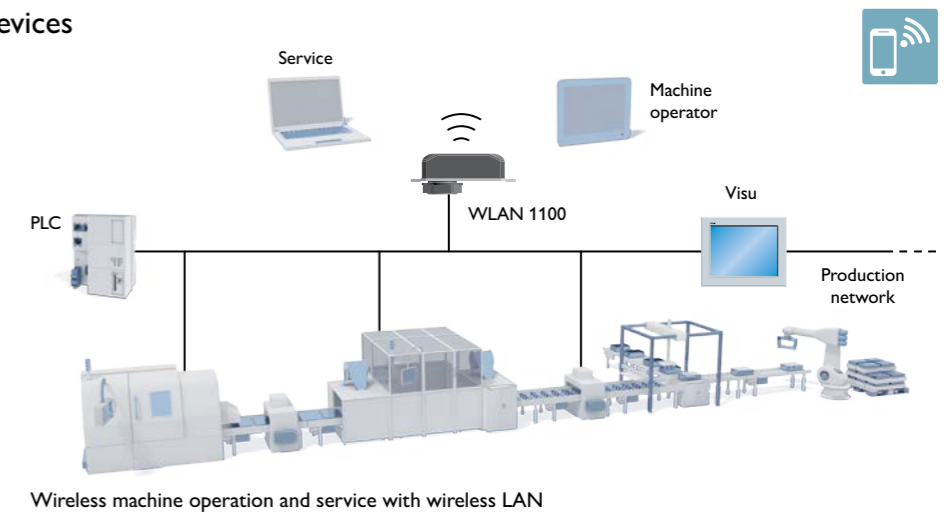 evices
Service
Machine
operator
WLAN 1100
Visu
PLC
Production
network
Wireless machine operation and service with wireless LAN